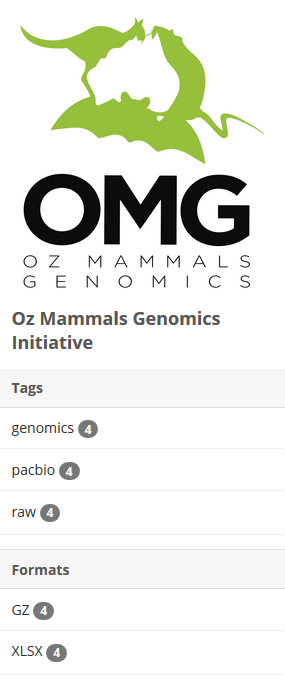 OMG
OZ MAMMALS
GENOMICS
Oz Mammals Genomics
Initiative
Tags
genomics 4
pacbio 4
raw 4
Formats
GZ 4
XLSX 4